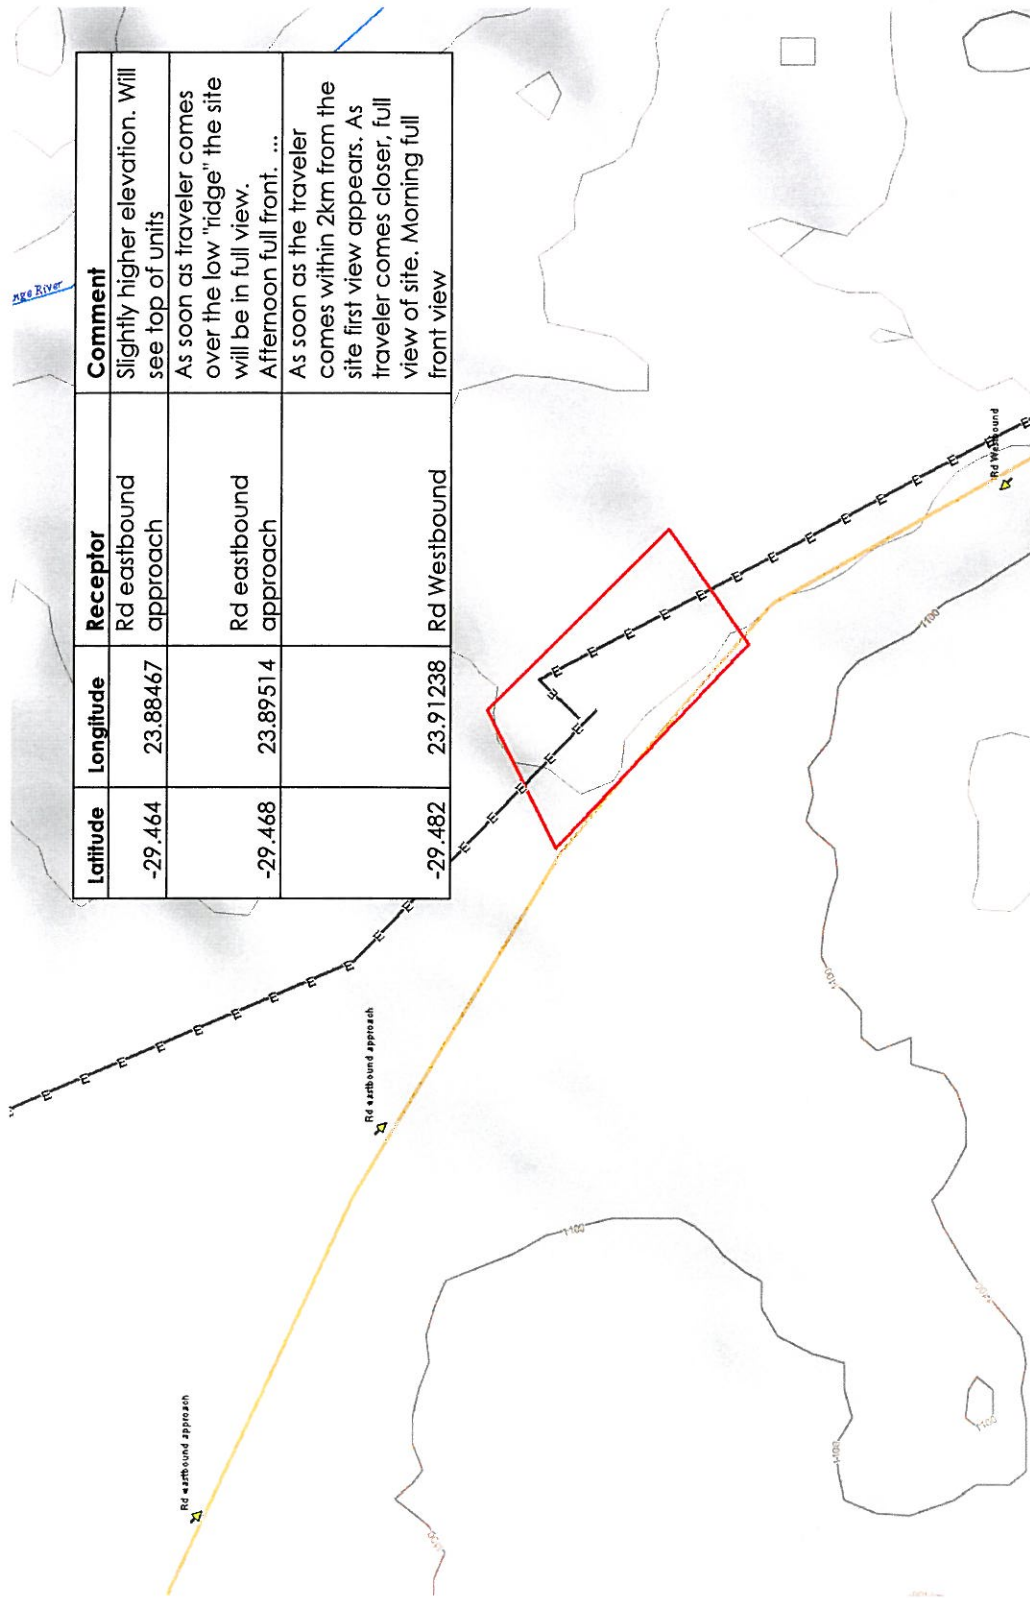 Latitude Longitude Receptor Comment
-29.464 23.88467 Rd eastbound approach Slightly higher elevation. Will
see top of units
-29.468 23.89514 Rd eastbound approach As soon as traveler comes
over the low "ridge" the site
will be in full view.
Afternoon full front. ...
-29.482 23.91238 Rd Westbound As soon as the traveler
comes within 2km from the
site first view appears. As
traveler comes closer, full
view of site. Morning full
front view
River
Rd eastbound approach
Rd eastbound approach
Rd Westbound
E E E E E E E E E E E E E E E E E E E E E E E E E E E E
1100
1100
1100
1100
1100
1100
1100